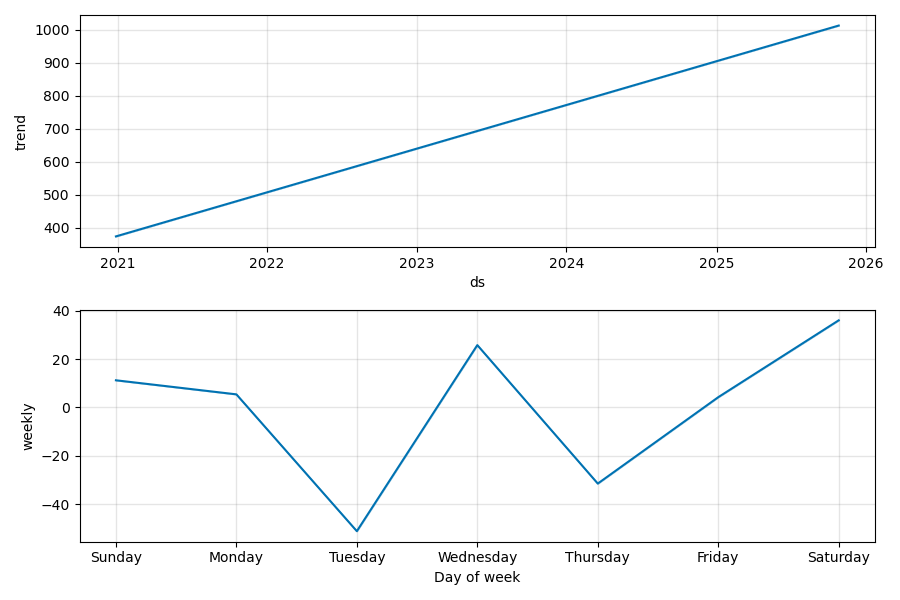 1000
900
800
700
600
500
400
trend
2021 2022 2023 2024 2025 2026
ds
40
20
0
−20
−40
weekly
Sunday Monday Tuesday Wednesday Thursday Friday Saturday
Day of week